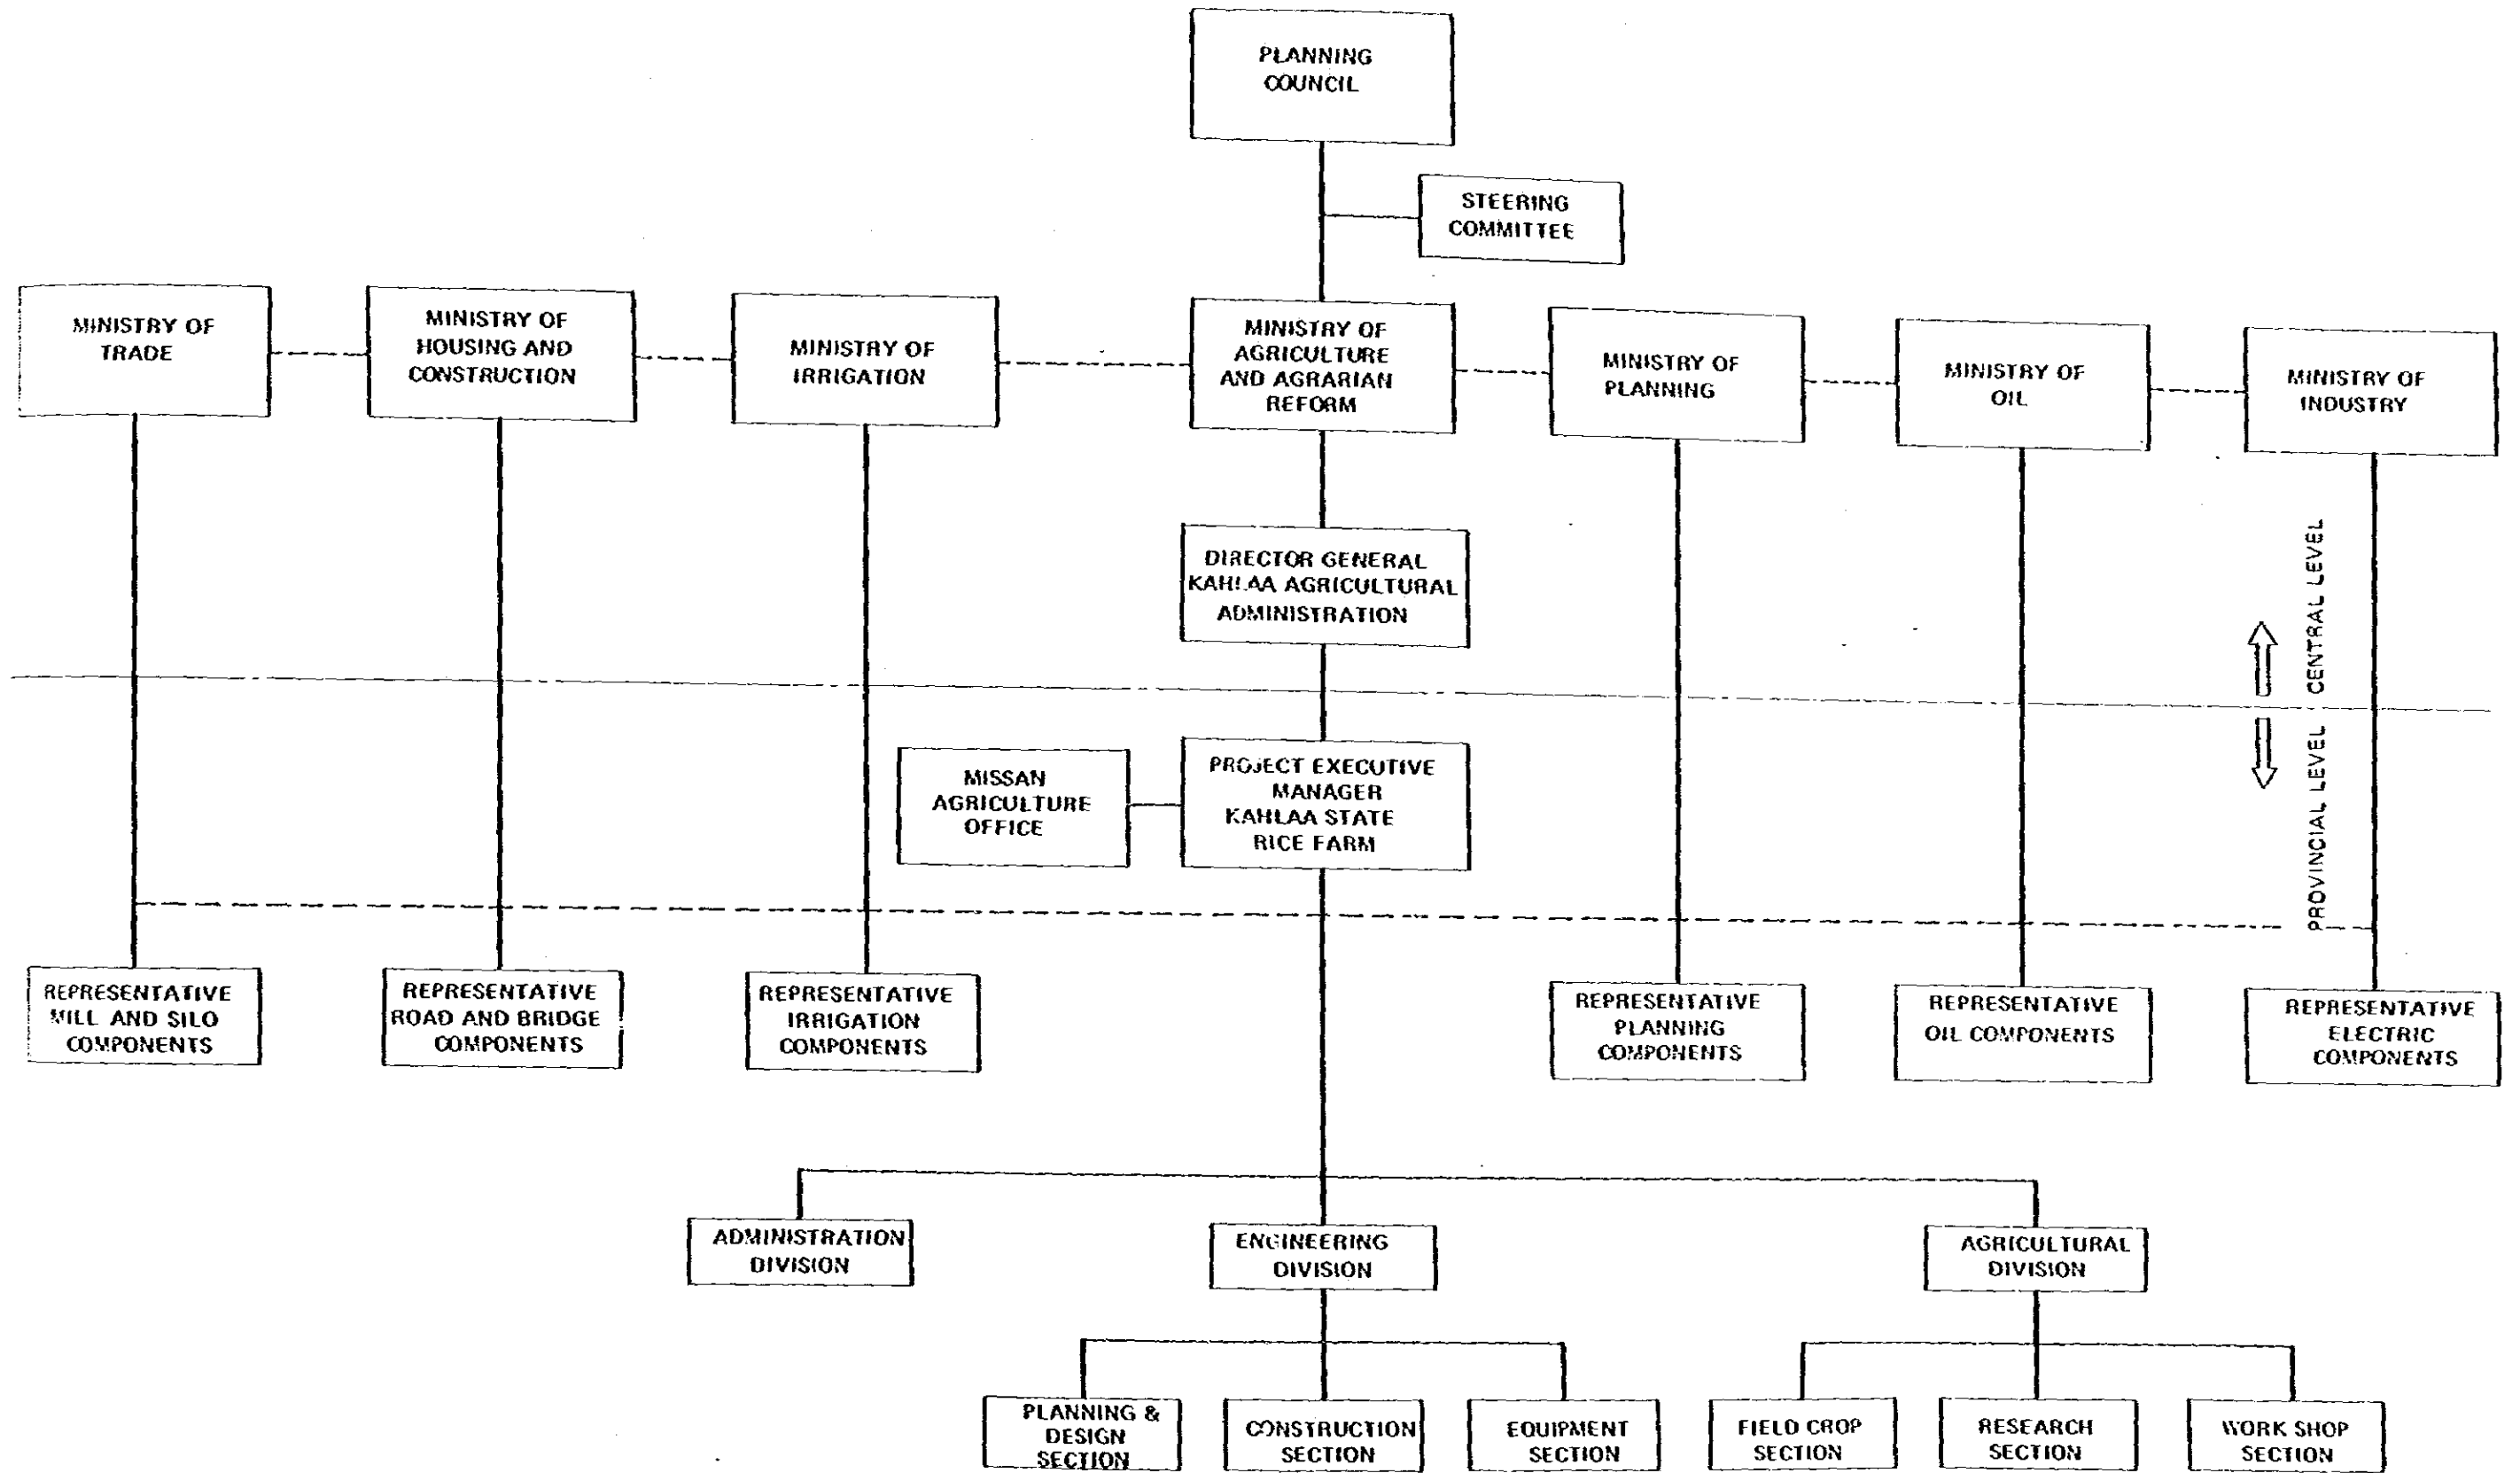 PLANNING
COUNCIL
STEERING
COMMITTEE
MINISTRY OF
TRADE
MINISTRY OF
HOUSING AND
CONSTRUCTION
MINISTRY OF
IRRIGATION
MINISTRY OF
AGRICULTURE
AND AGRARIAN
REFORM
MINISTRY OF
PLANNING
MINISTRY OF
OIL
MINISTRY OF
INDUSTRY
DIRECTOR GENERAL
KAHLAA AGRICULTURAL
ADMINISTRATION
CENTRAL LEVEL
PROVINCIAL LEVEL
MISSAN
AGRICULTURE
OFFICE
PROJECT EXECUTIVE
MANAGER
KAHLAA STATE
RICE FARM
REPRESENTATIVE
MILL AND SILO
COMPONENTS
REPRESENTATIVE
ROAD AND BRIDGE
COMPONENTS
REPRESENTATIVE
IRRIGATION
COMPONENTS
REPRESENTATIVE
PLANNING
COMPONENTS
REPRESENTATIVE
OIL COMPONENTS
REPRESENTATIVE
ELECTRIC
COMPONENTS
ADMINISTRATION
DIVISION
ENGINEERING
DIVISION
AGRICULTURAL
DIVISION
PLANNING &
DESIGN
SECTION
CONSTRUCTION
SECTION
EQUIPMENT
SECTION
FIELD CROP
SECTION
RESEARCH
SECTION
WORK SHOP
SECTION